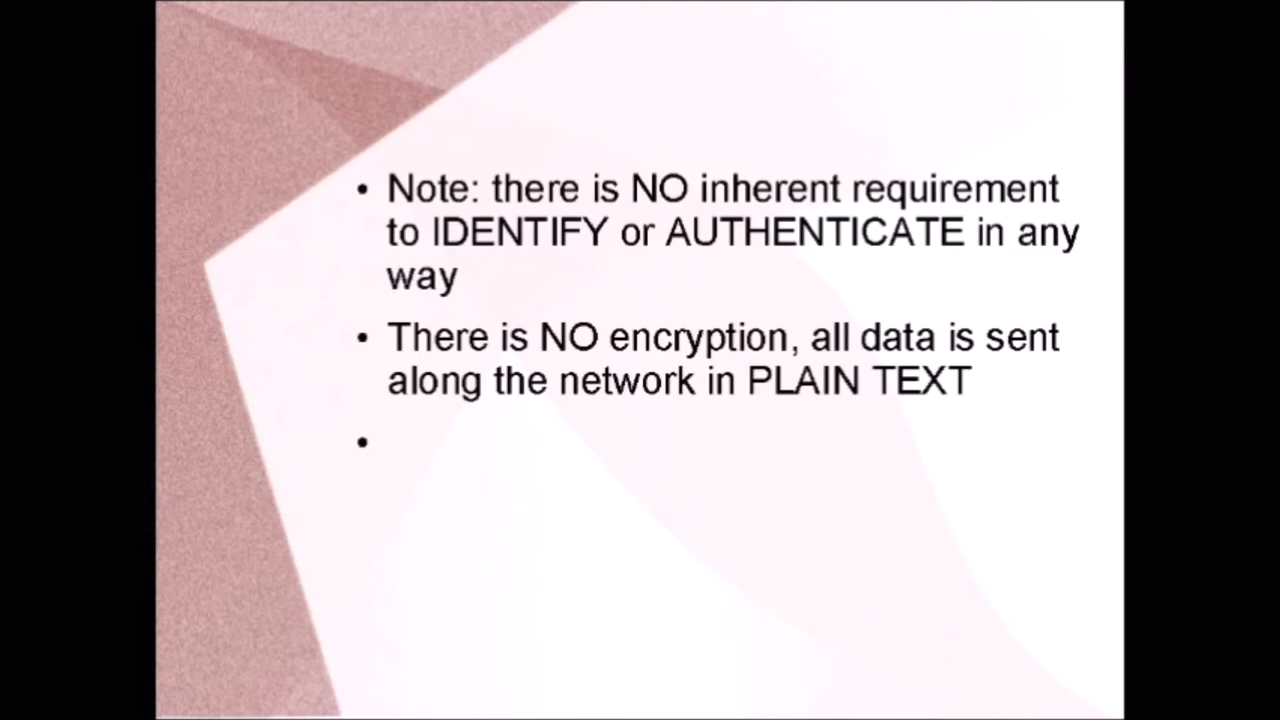 • Note: there is NO inherent requirement
to IDENTIFY or AUTHENTICATE in any
way
• There is NO encryption, all data is sent
along the network in PLAIN TEXT
•